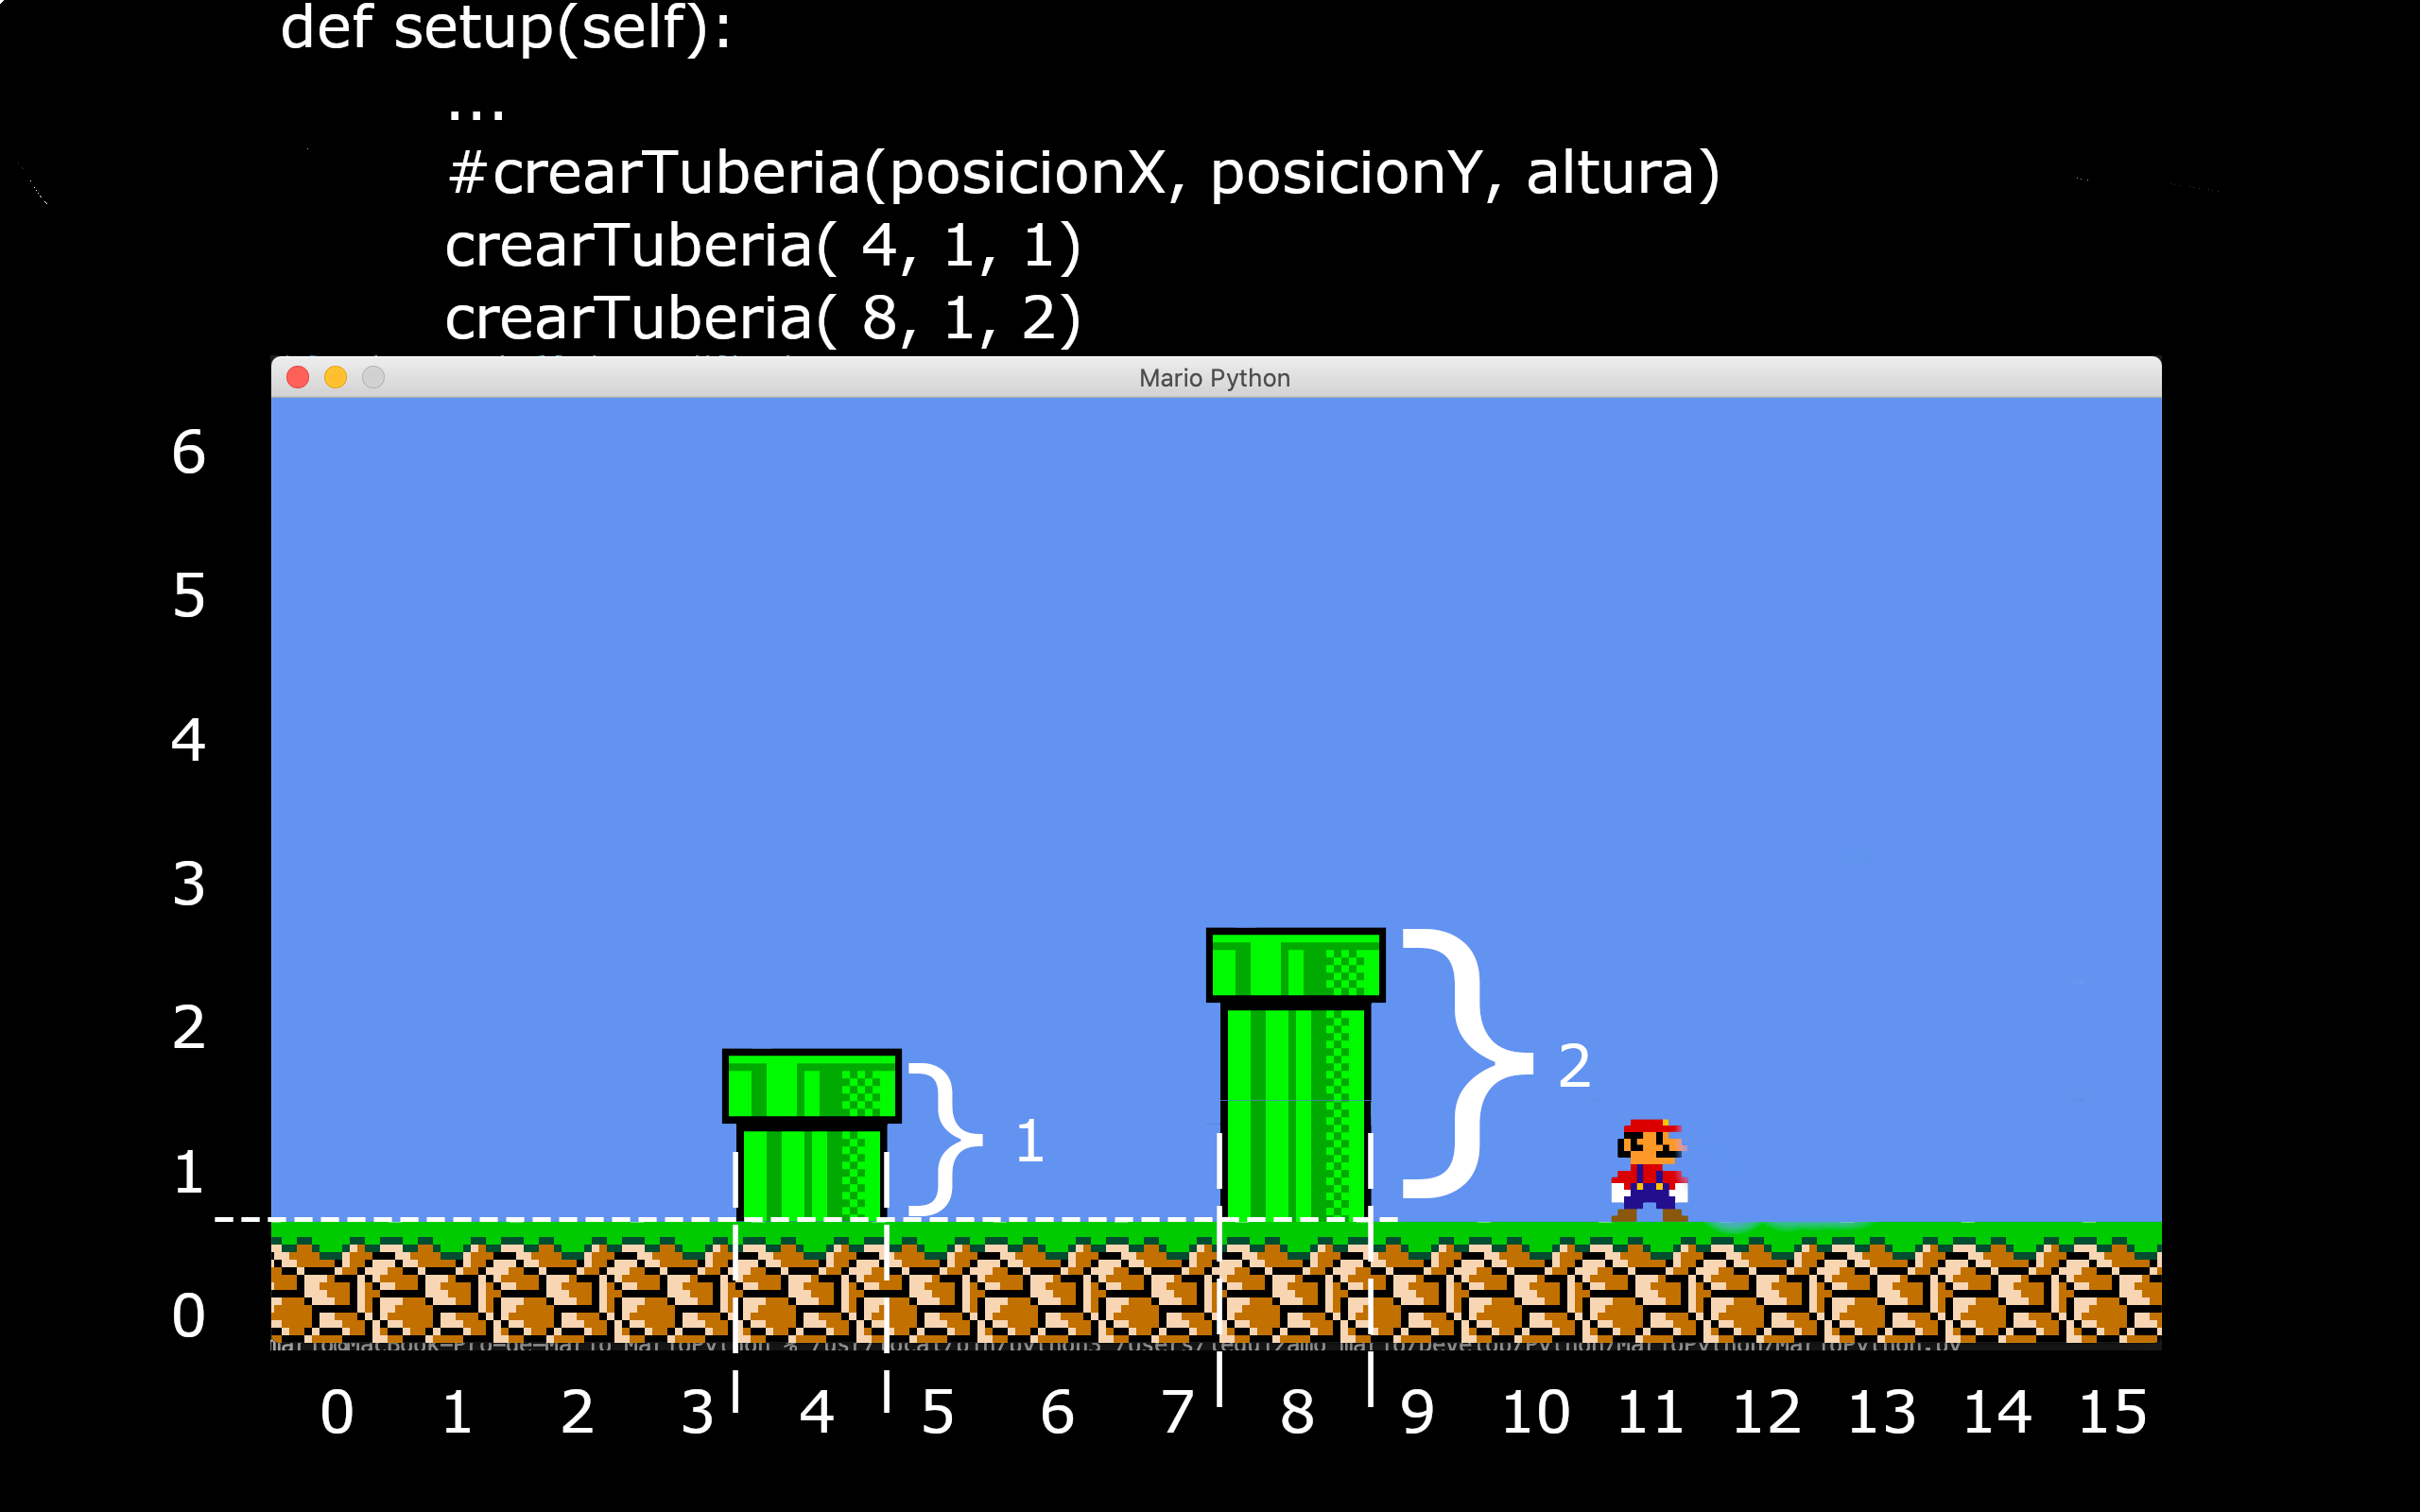 def setup(self):
...
#crearTuberia(posicionX, posicionY, altura)
crearTuberia( 4, 1, 1)
crearTuberia( 8, 1, 2)
Mario Python
6
5
4
3
2
2
1
1
0
0 1 2 3 4 5 6 7 8 9 10 11 12 13 14 15